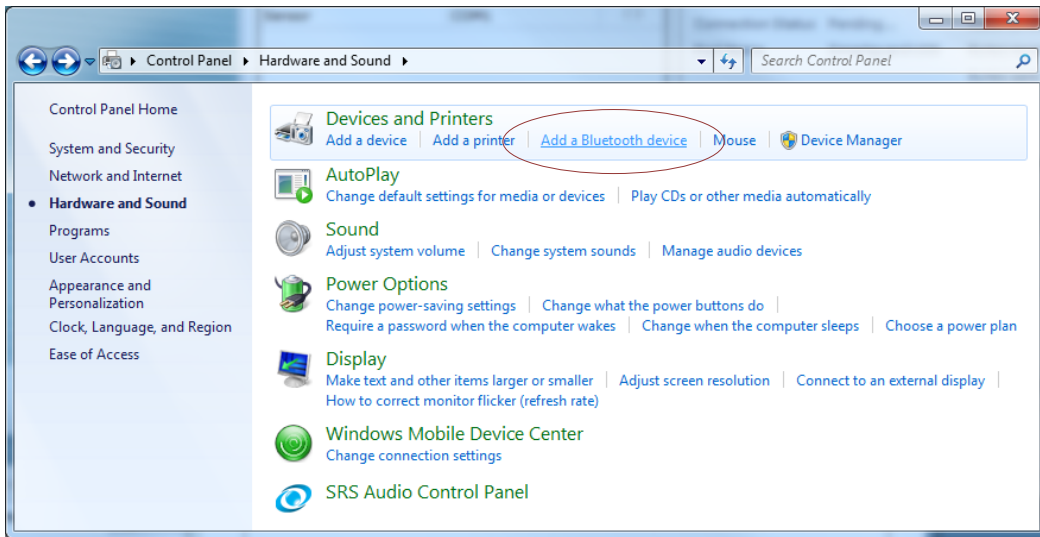 Control Panel Hardware and Sound Search Control Panel
Control Panel Home
System and Security
Network and Internet
Hardware and Sound
Programs
User Accounts
Appearance and
Personalization
Clock, Language, and Region
Ease of Access
Devices and Printers
Add a device Add a printer Add a Bluetooth device Mouse Device Manager
AutoPlay
Change default settings for media or devices Play CDs or other media automatically
Sound
Adjust system volume Change system sounds Manage audio devices
Power Options
Change power-saving settings Change what the power buttons do
Require a password when the computer wakes Change when the computer sleeps Choose a power plan
Display
Make text and other items larger or smaller Adjust screen resolution Connect to an external display
How to correct monitor flicker (refresh rate)
Windows Mobile Device Center
Change connection settings
SRS Audio Control Panel